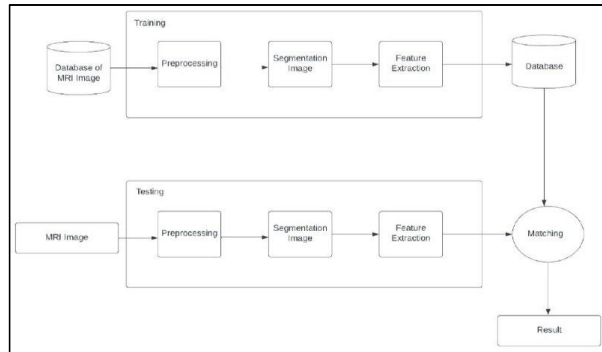 Training
Database of
MRI Image
Preprocessing
Segmentation
Image
Feature
Extraction
Database
Testing
MRI Image
Preprocessing
Segmentation
Image
Feature
Extraction
Matching
Result